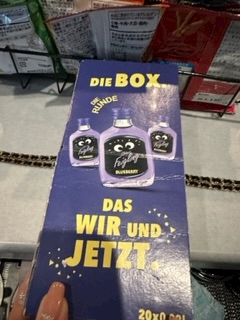 DIE BOX.
DIE
RUNDE
Feigling
BLUEBERRY
DAS
WIR UND
JETZT.